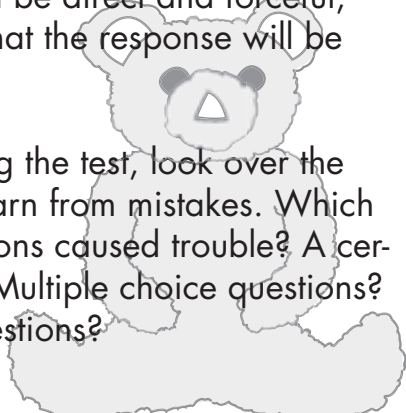 be direct and forceful,
hat the response will be
g the test, look over the
arn from mistakes. Which
ons caused trouble? A cer-
Multiple choice questions?
estions?